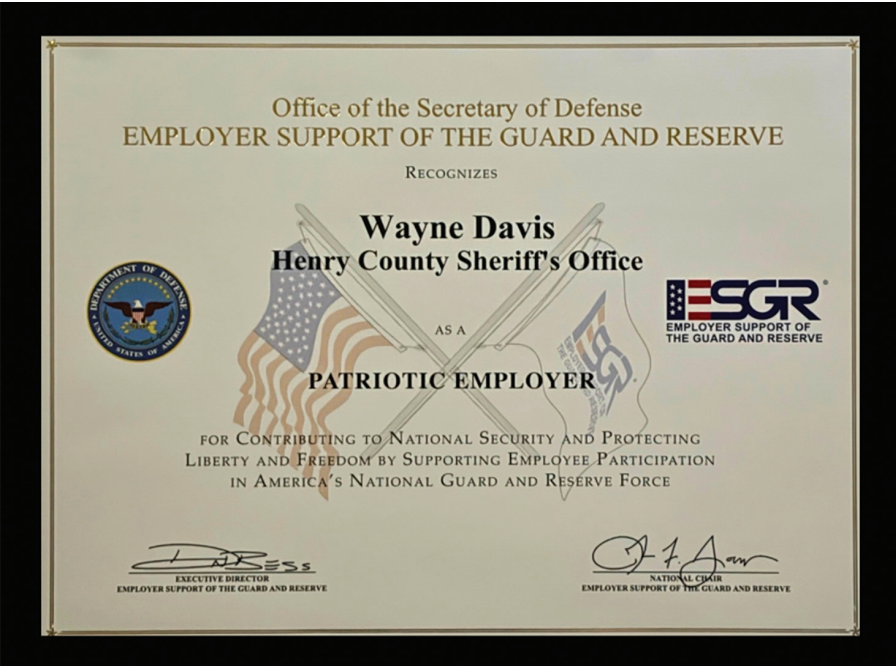 Office of the Secretary of Defense
EMPLOYER SUPPORT OF THE GUARD AND RESERVE
RECOGNIZES
Wayne Davis
Henry County Sheriff's Office
AS A
PATRIOTIC EMPLOYER
FOR CONTRIBUTING TO NATIONAL SECURITY AND PROTECTING
LIBERTY AND FREEDOM BY SUPPORTING EMPLOYEE PARTICIPATION
IN AMERICA'S NATIONAL GUARD AND RESERVE FORCE
DEPARTMENT OF DEFENSE
UNITED STATES OF AMERICA
ESGR®
EMPLOYER SUPPORT OF
THE GUARD AND RESERVE
ESGR
EXECUTIVE DIRECTOR
EMPLOYER SUPPORT OF THE GUARD AND RESERVE
NATIONAL CHAIR
EMPLOYER SUPPORT OF THE GUARD AND RESERVE